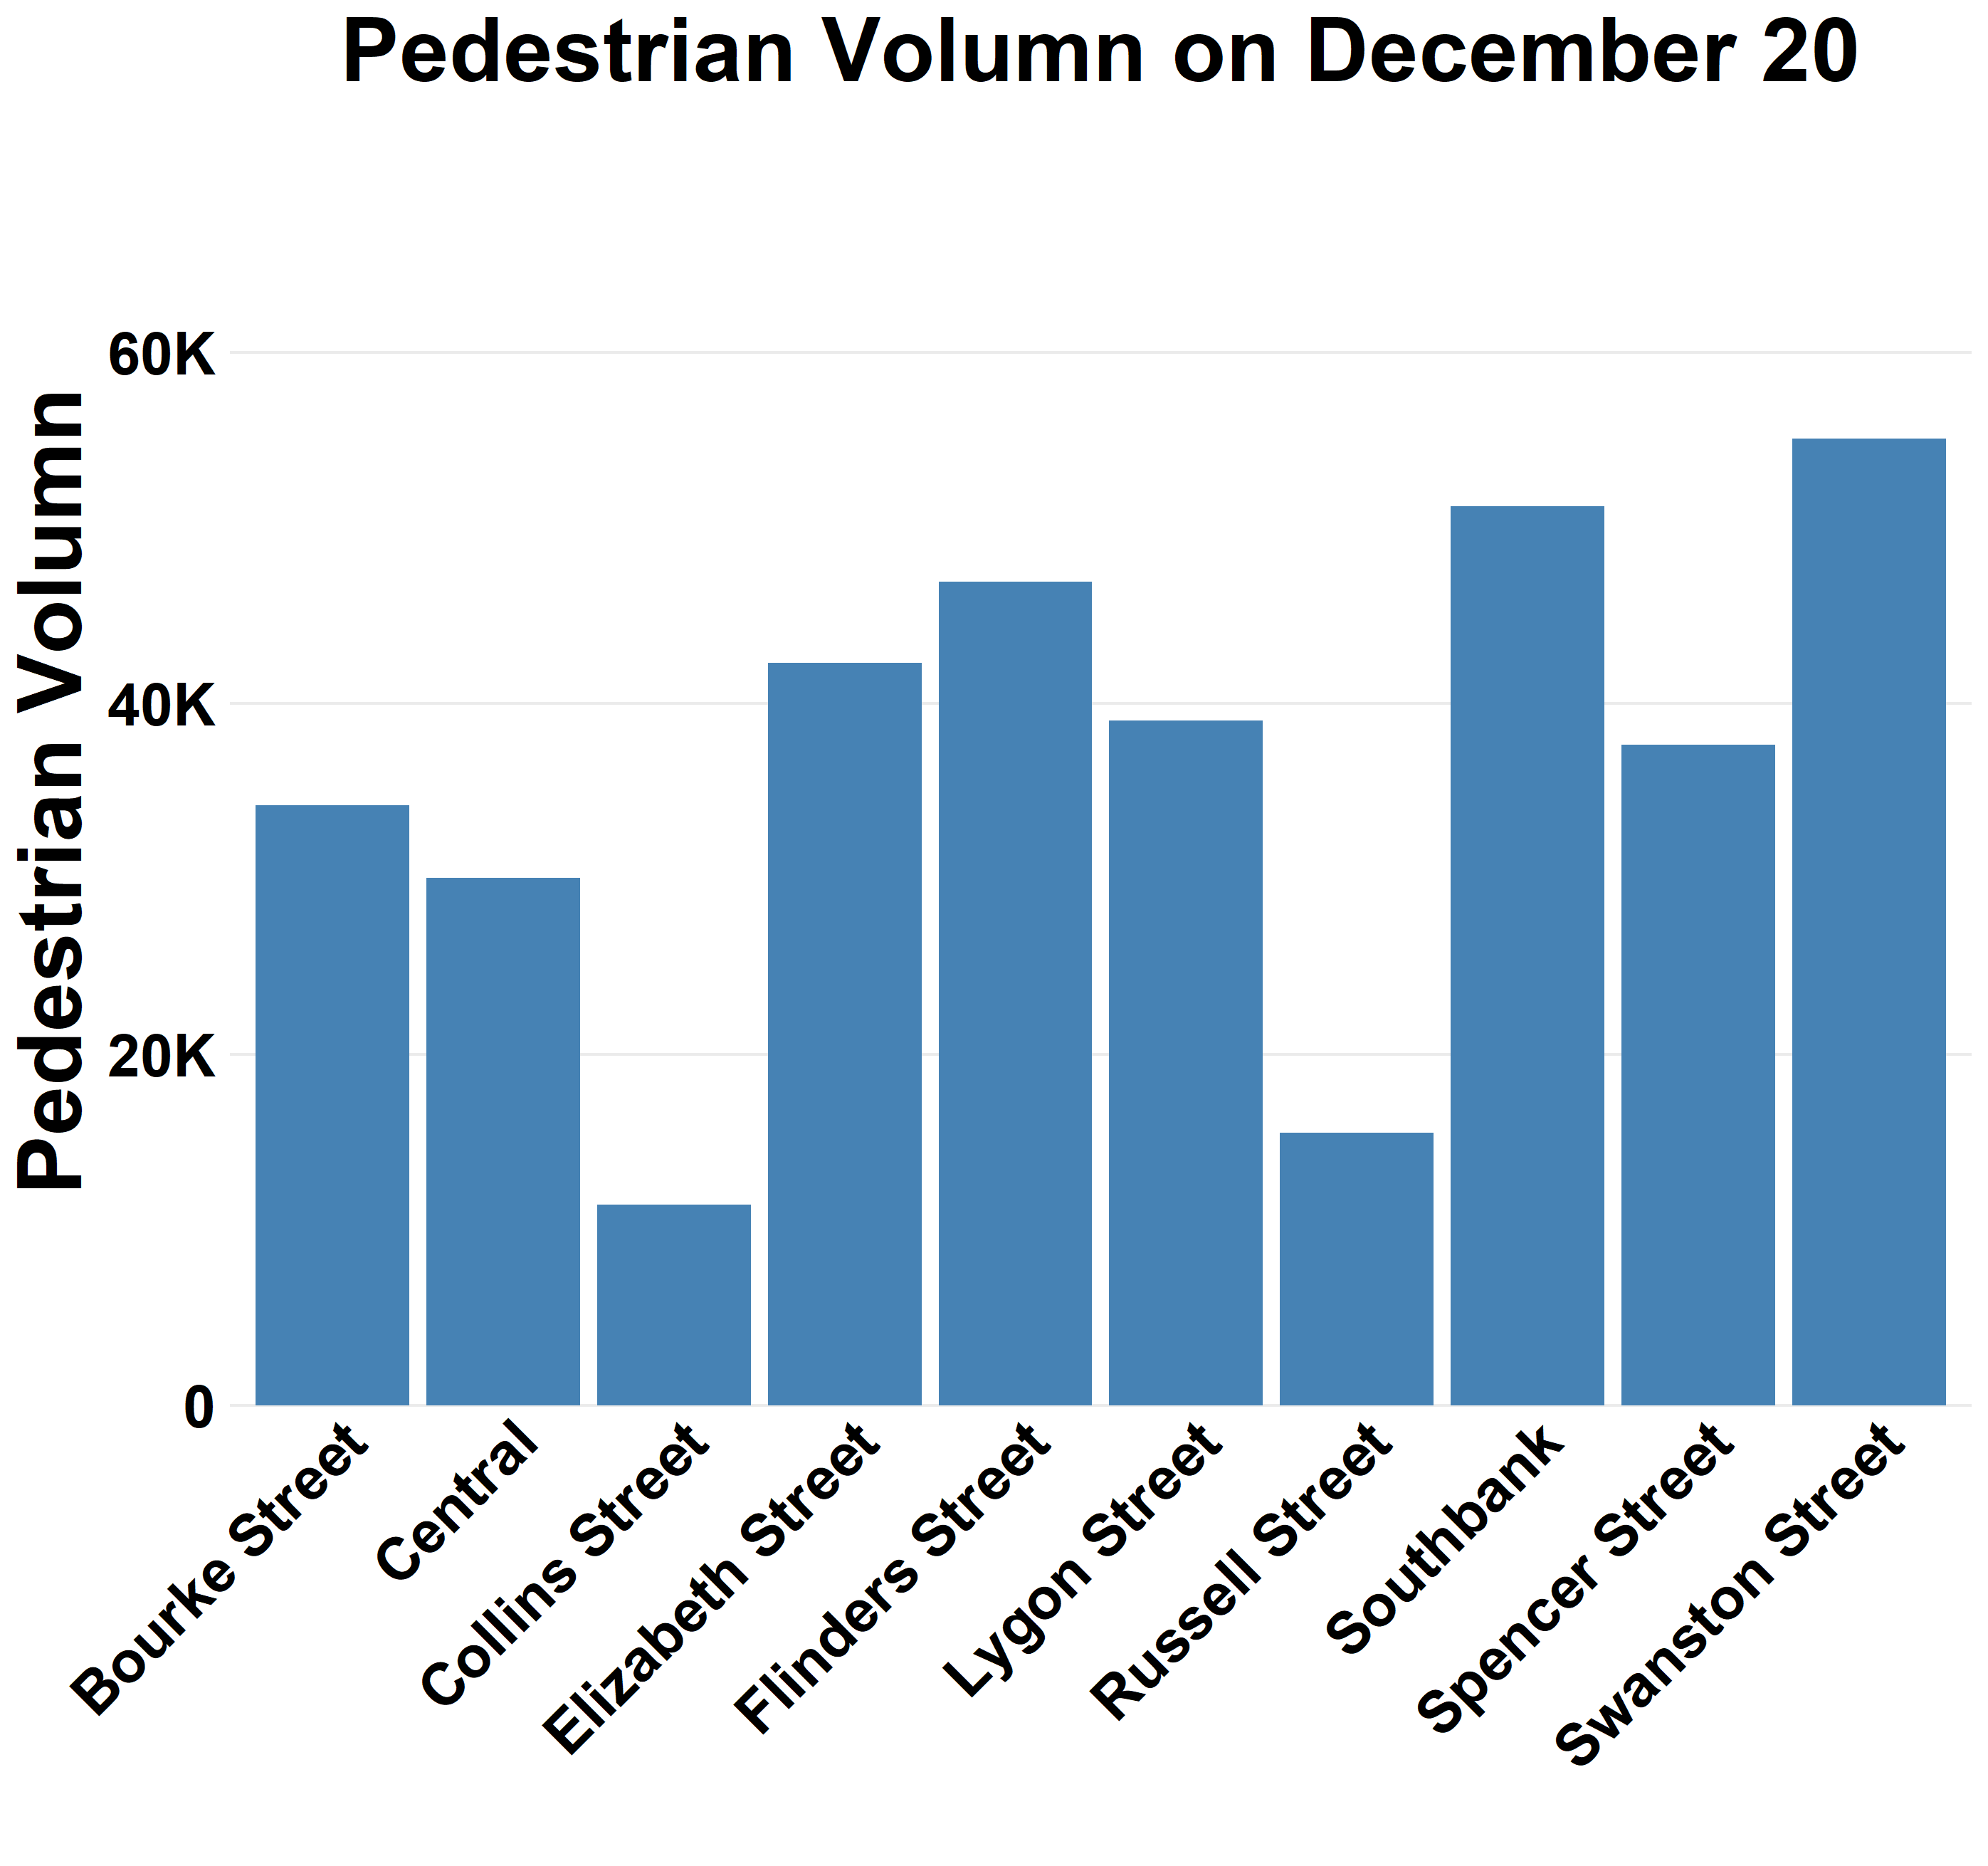 Pedestrian Volumn on December 20
Pedestrian Volumn
60K
40K
20K
0
Bourke Street
Central
Collins Street
Elizabeth Street
Flinders Street
Lygon Street
Russell Street
Southbank
Spencer Street
Swanston Street